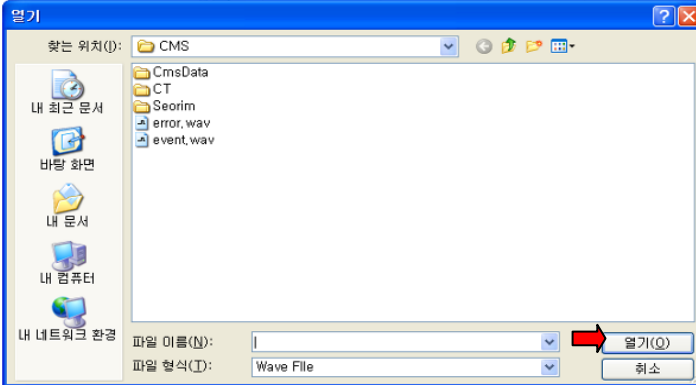 열기
찾는 위치(I):
CMS
내 최근 문서
바탕 화면
내 문서
내 컴퓨터
내 네트워크 환경
CmsData
CT
Seorim
error.wav
event.wav
파일 이름(N):
열기(O)
파일 형식(T):
Wave FIle
취소